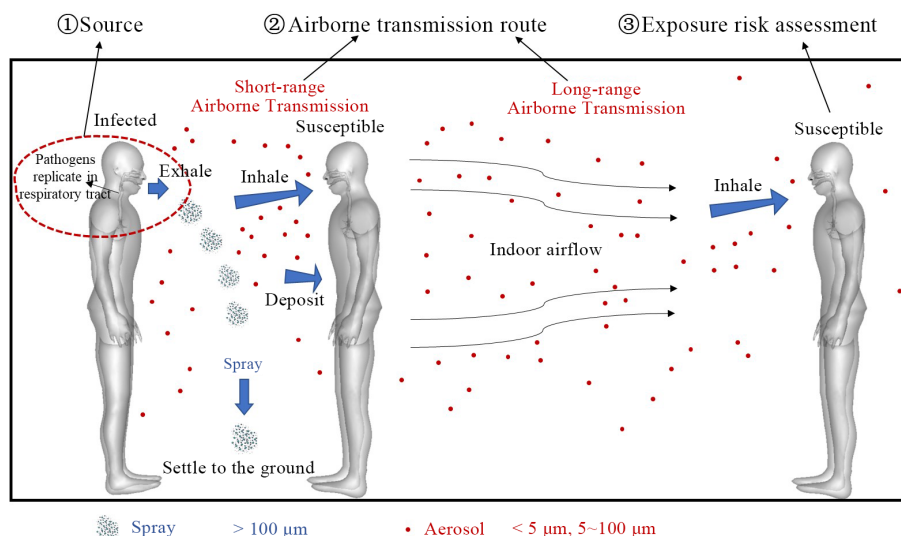 ①Source
② Airborne transmission route
③Exposure risk assessment
Short-range
Airborne Transmission
Long-range
Airborne Transmission
Infected
Susceptible
Susceptible
Pathogens
replicate in
respiratory tract
Exhale
Inhale
Inhale
Indoor airflow
Deposit
Spray
Settle to the ground
Spray > 100 μm
Aerosol < 5 μm, 5~100 μm